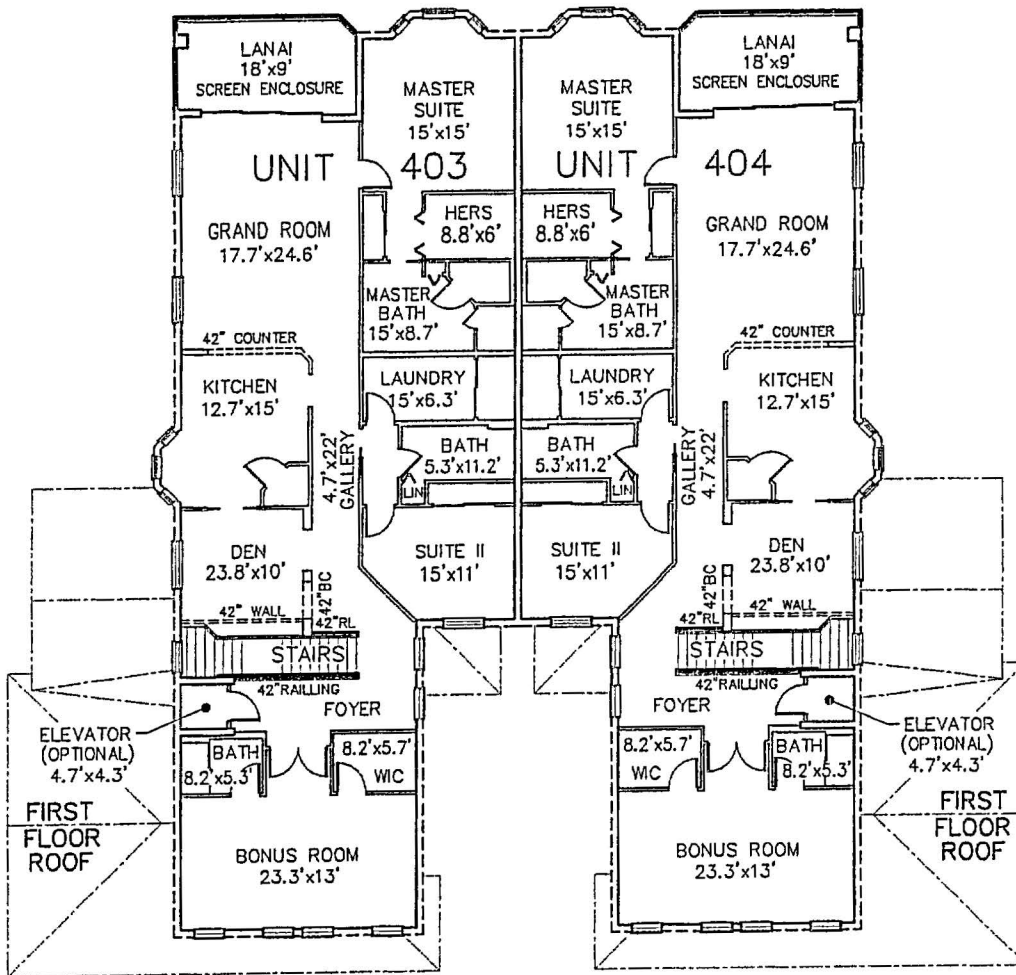 LANAI
18'x9'
SCREEN ENCLOSURE
MASTER
SUITE
15'x15'
MASTER
SUITE
15'x15'
LANAI
18'x9'
SCREEN ENCLOSURE
UNIT 403
UNIT 404
GRAND ROOM
17.7'x24.6'
HERS
8.8'x6'
HERS
8.8'x6'
GRAND ROOM
17.7'x24.6'
MASTER
BATH
15'x8.7'
MASTER
BATH
15'x8.7'
42" COUNTER
42" COUNTER
KITCHEN
12.7'x15'
LAUNDRY
15'x6.3'
LAUNDRY
15'x6.3'
KITCHEN
12.7'x15'
4.7'x22'
GALLERY
BATH
5.3'x11.2'
LIN
BATH
5.3'x11.2'
LIN
GALLERY
4.7'x22'
DEN
23.8'x10'
SUITE II
15'x11'
SUITE II
15'x11'
DEN
23.8'x10'
42" WALL
42"BC
42"RL
42"BC
42"RL
42" WALL
STAIRS
STAIRS
42"RAILLING
42"RAILLING
FOYER
FOYER
ELEVATOR
(OPTIONAL)
4.7'x4.3'
ELEVATOR
(OPTIONAL)
4.7'x4.3'
BATH
8.2'x5.3'
8.2'x5.7'
WIC
8.2'x5.7'
WIC
BATH
8.2'x5.3'
FIRST
FLOOR
ROOF
FIRST
FLOOR
ROOF
BONUS ROOM
23.3'x13'
BONUS ROOM
23.3'x13'